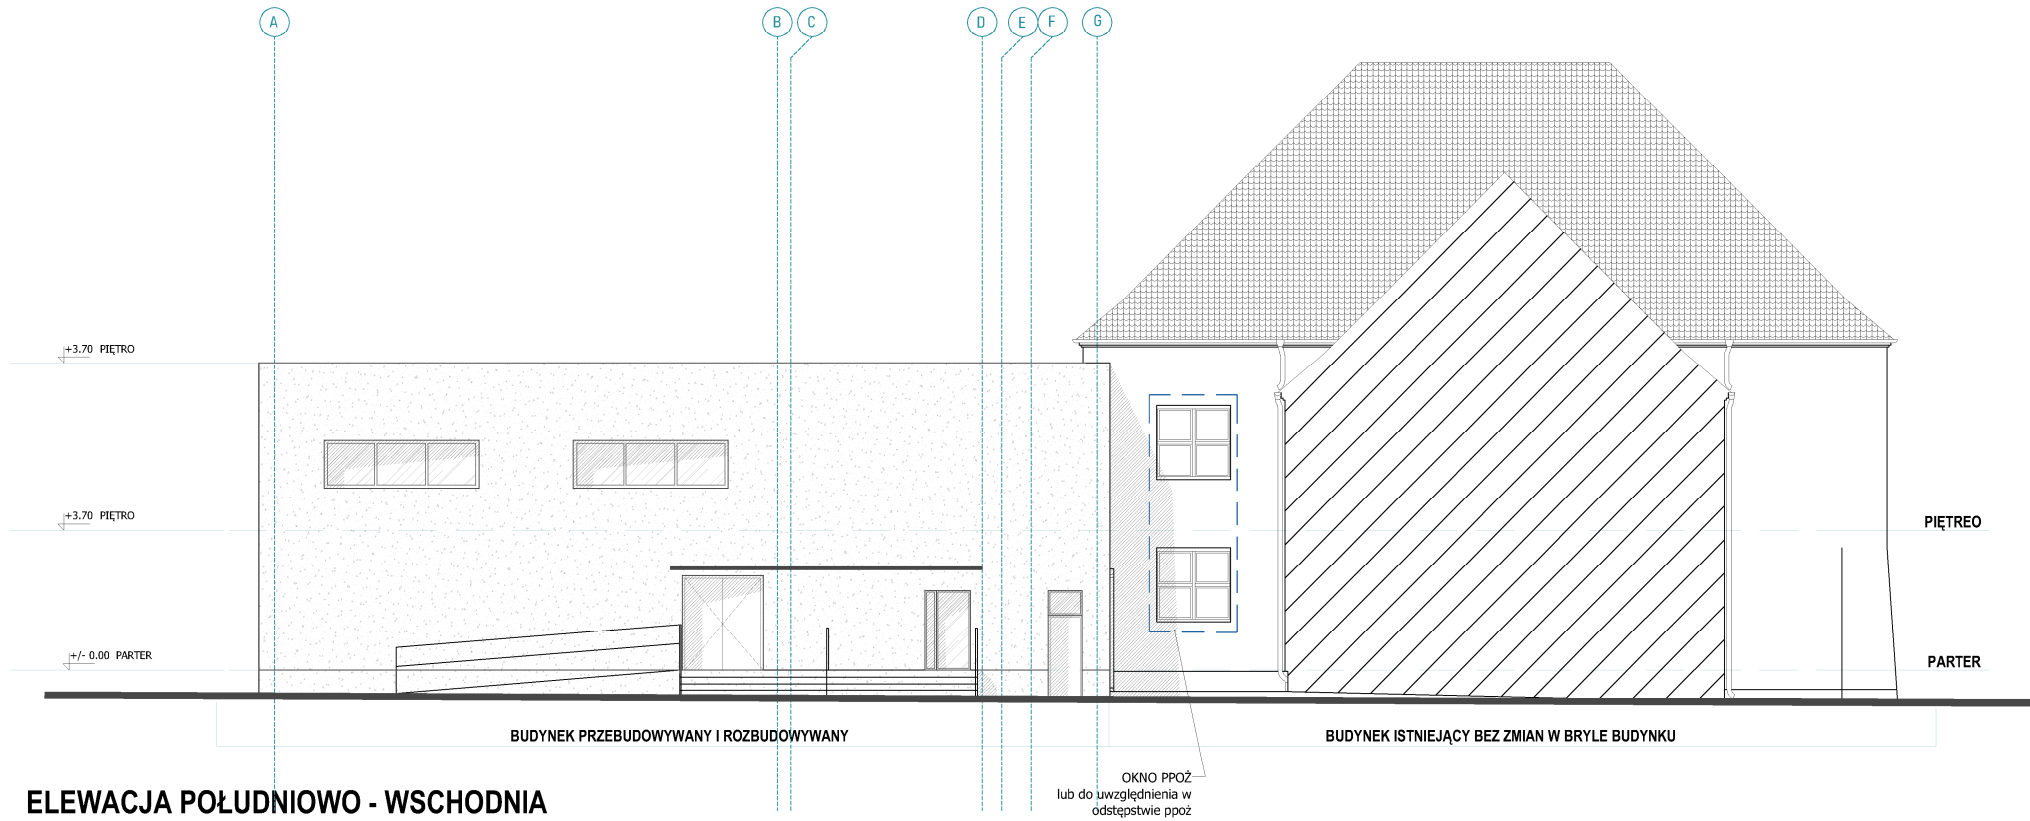 A B C D E F G
+3.70 PIĘTRO
+3.70 PIĘTRO
PIĘTREO
+/- 0.00 PARTER
PARTER
BUDYNEK PRZEBUDOWYWANY I ROZBUDOWYWANY
BUDYNEK ISTNIEJĄCY BEZ ZMIAN W BRYLE BUDYNKU
OKNO PPOŻ
lub do uwzględnienia w
odstępstwie ppoż
ELEWACJA POŁUDNIOWO - WSCHODNIA